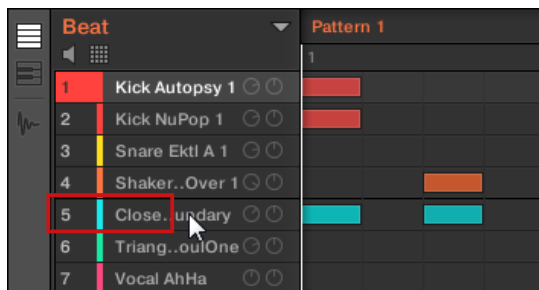 Beat
Pattern 1
1
1 Kick Autopsy 1
2 Kick NuPop 1
3 Snare Ektl A 1
4 Shaker..Over 1
5 Close..undary
6 Triang..oulOne
7 Vocal AhHa